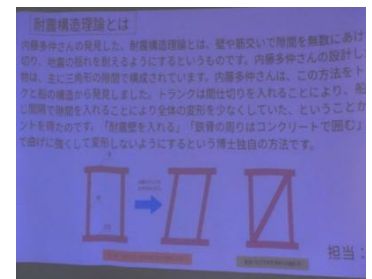 耐震構造理論とは
内藤多仲さんの発見した、耐震構造理論とは、壁や筋交いで隙間を無数にあけ
切り、地震の揺れを耐えるようにするというものです。内藤多仲さんの設計し
物は、主に三角形の隙間で構成されています。内藤多仲さんは、この方法をト
クと船の構造から発見しました。トランクは間仕切りを入れることにより、船
じ間隔で隙間を入れることにより全体の変形を少なくしていた、ということか
ントを得たのです。「耐震壁を入れる」「鉄骨の周りはコンクリートで囲む」
で曲げに強くして変形しないようにするという博士独自の方法です。
担当：